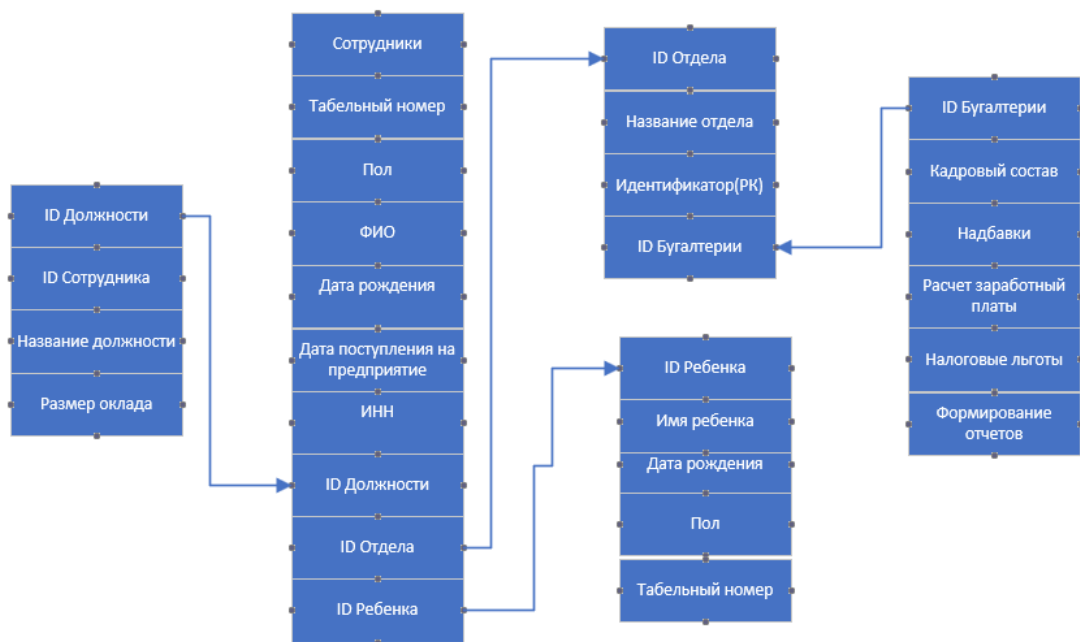 ID Должности
ID Сотрудника
Название должности
Размер оклада
Сотрудники
Табельный номер
Пол
ФИО
Дата рождения
Дата поступления на
предприятие
ИНН
ID Должности
ID Отдела
ID Ребенка
ID Отдела
Название отдела
Идентификатор(РК)
ID Бугалтерии
ID Ребенка
Имя ребенка
Дата рождения
Пол
Табельный номер
ID Бугалтерии
Кадровый состав
Надбавки
Расчет заработный
платы
Налоговые льготы
Формирование
отчетов